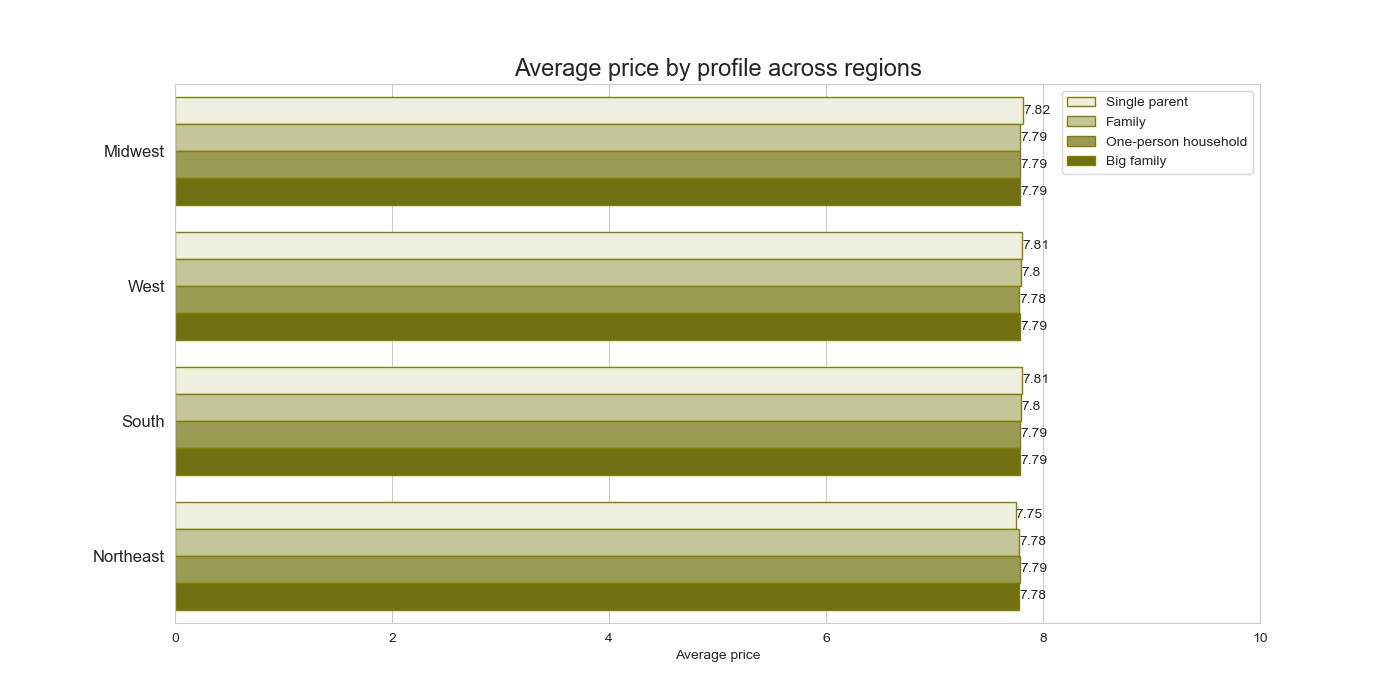 Average price by profile across regions
Single parent
Family
One-person household
Big family
Midwest
7.82
7.79
7.79
7.79
West
7.81
7.8
7.78
7.79
South
7.81
7.8
7.79
7.79
Northeast
7.75
7.78
7.79
7.78
0 2 4 6 8 10
Average price